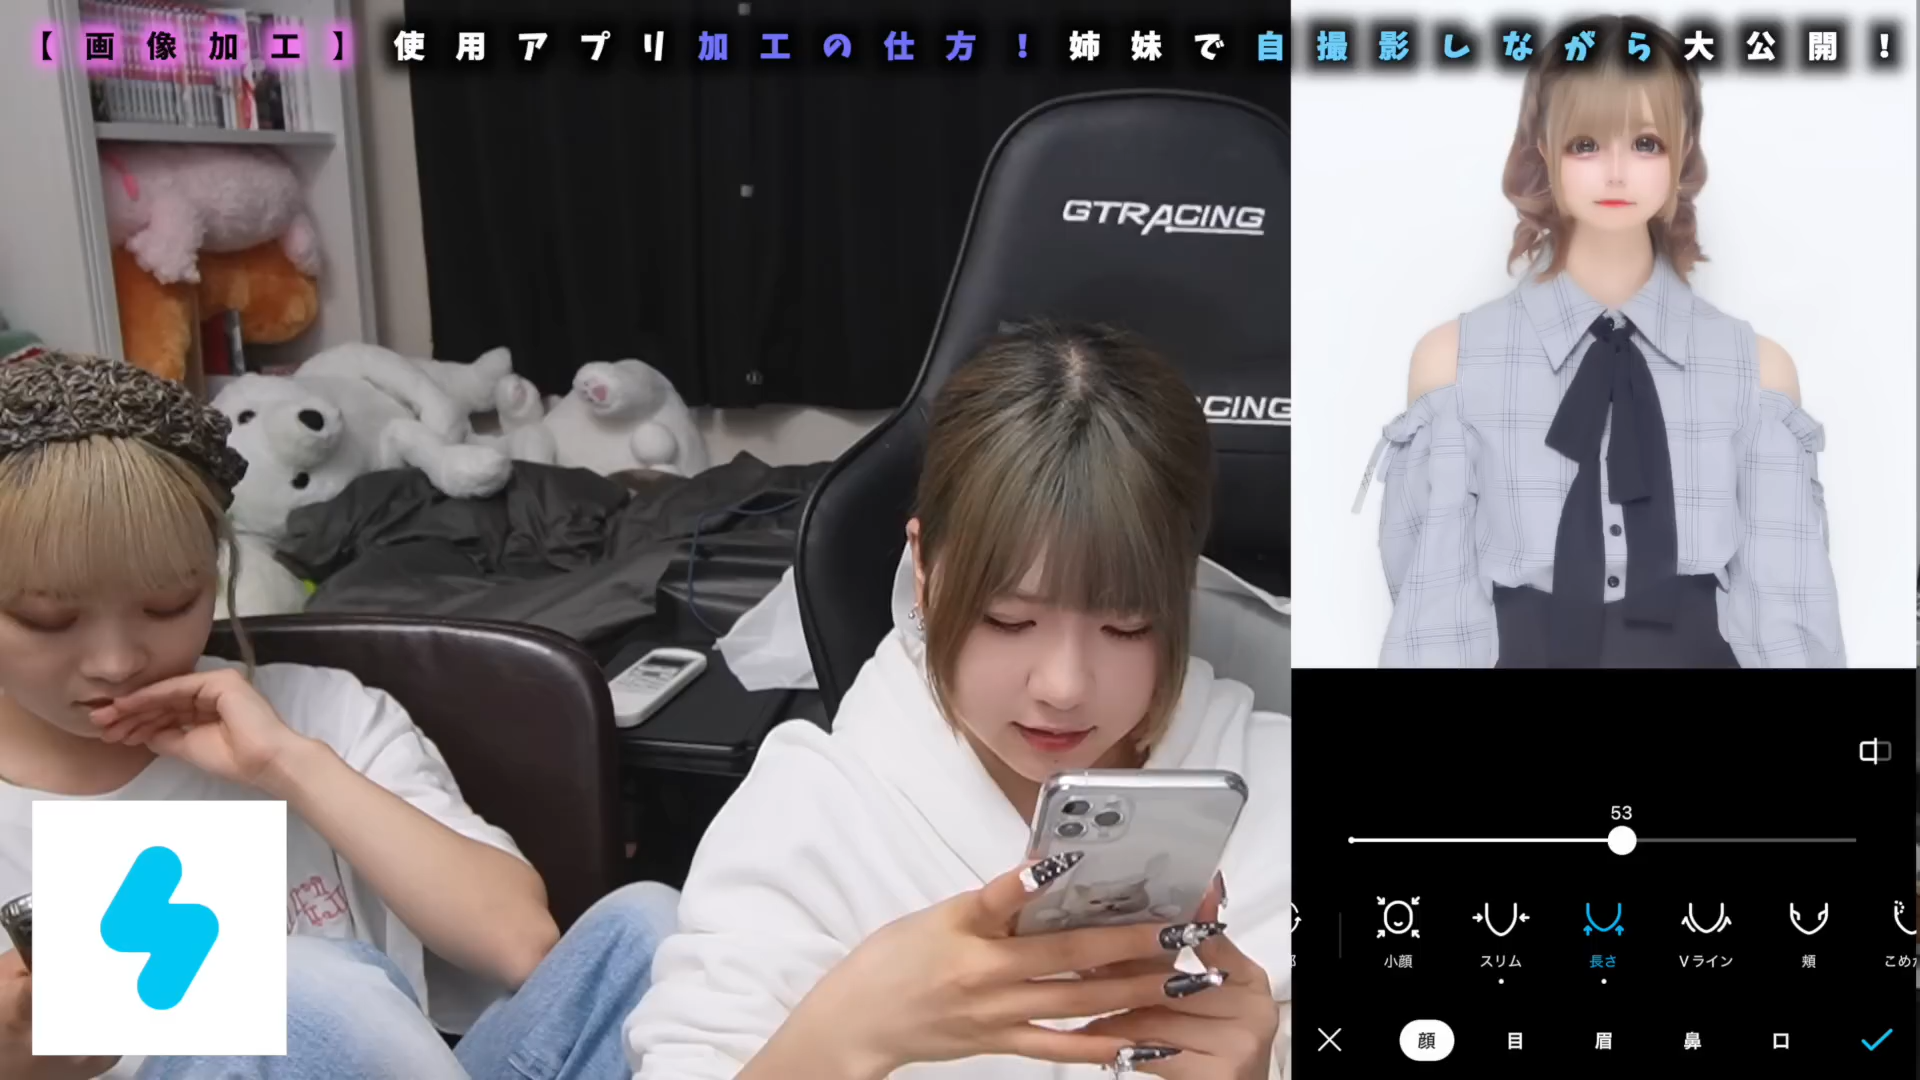 【画像加工】 使用アプリ加工の仕方！姉妹で自撮影しながら大公開！
GTRACING
CING
53
小顔 スリム 長さ Vライン 頬
顔 目 眉 鼻 口